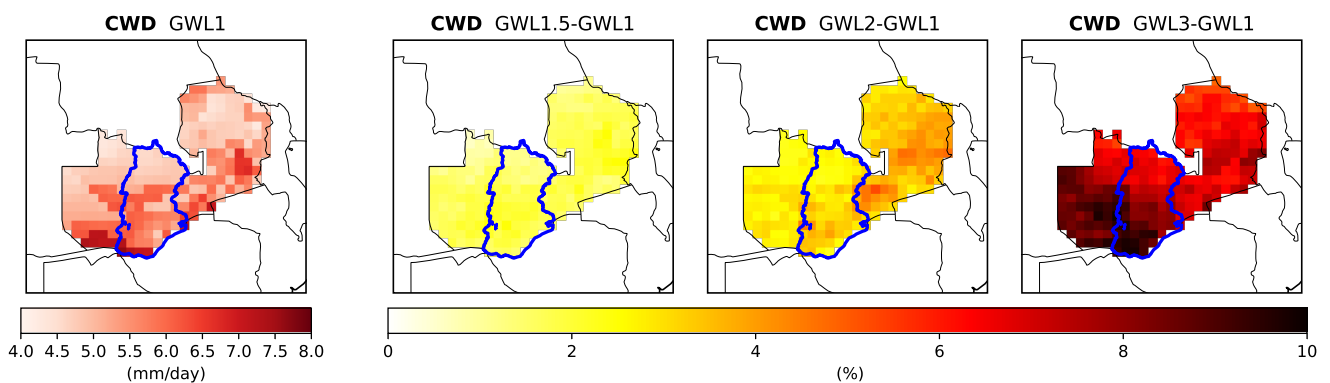 CWD GWL1
CWD GWL1.5-GWL1
CWD GWL2-GWL1
CWD GWL3-GWL1
4.0 4.5 5.0 5.5 6.0 6.5 7.0 7.5 8.0
(mm/day)
0 2 4 6 8 10
(%)